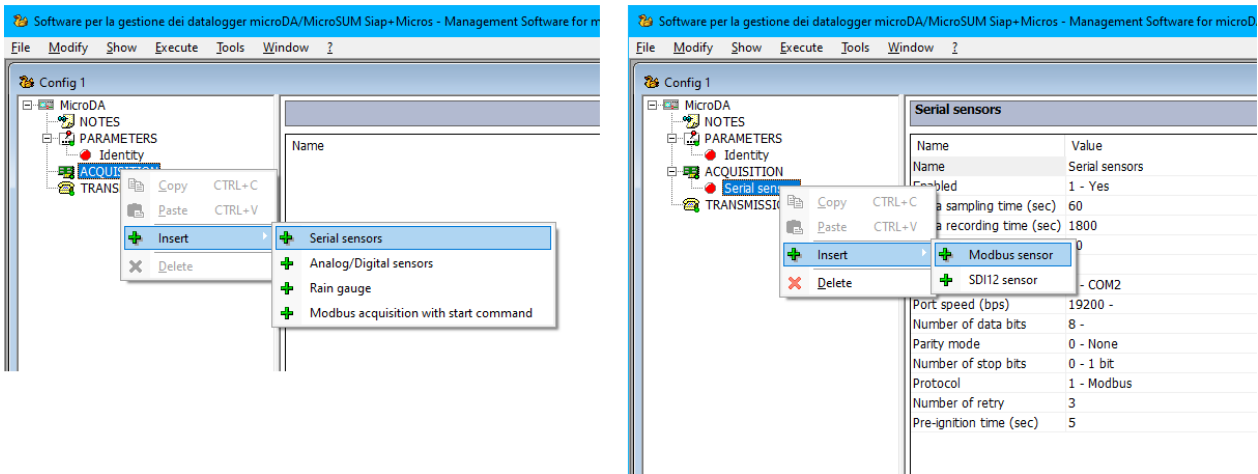 Software per la gestione dei datalogger microDA/MicroSUM Siap+Micros - Management Software for m
File Modify Show Execute Tools Window ?
Config 1
MicroDA
NOTES
PARAMETERS
Identity
ACQUISITION
TRANS
Name
Copy CTRL+C
Paste CTRL+V
Insert
Delete
Serial sensors
Analog/Digital sensors
Rain gauge
Modbus acquisition with start command
Software per la gestione dei datalogger microDA/MicroSUM Siap+Micros - Management Software for microD
File Modify Show Execute Tools Window ?
Config 1
MicroDA
NOTES
PARAMETERS
Identity
ACQUISITION
Serial sen
TRANSMISSI
Copy CTRL+C
Paste CTRL+V
Insert
Delete
Modbus sensor
SDI12 sensor
Serial sensors
Name Value
Name Serial sensors
Enabled 1 - Yes
a sampling time (sec) 60
a recording time (sec) 1800
0
- COM2
Port speed (bps) 19200 -
Number of data bits 8 -
Parity mode 0 - None
Number of stop bits 0 - 1 bit
Protocol 1 - Modbus
Number of retry 3
Pre-ignition time (sec) 5